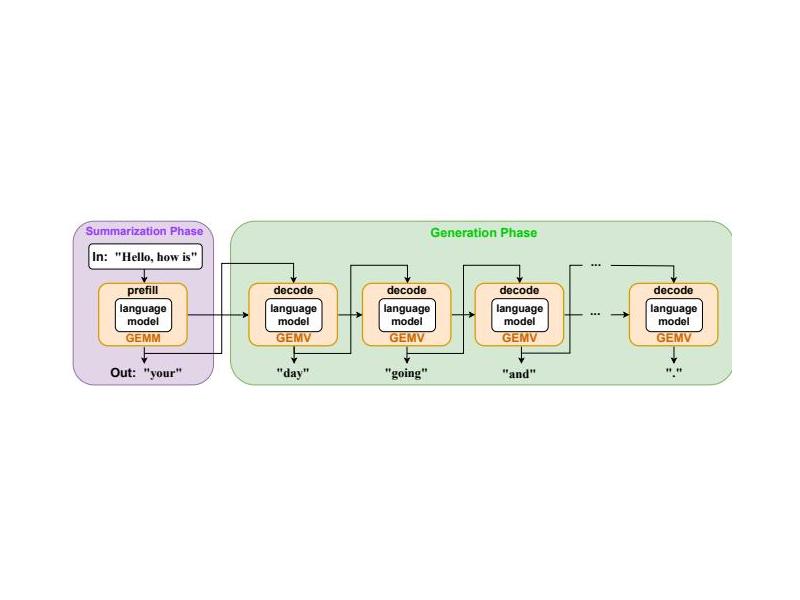 Summarization Phase
In: "Hello, how is"
prefill
language
model
GEMM
Out: "your"
Generation Phase
decode
language
model
GEMV
"day"
decode
language
model
GEMV
"going"
decode
language
model
GEMV
"and"
...
...
decode
language
model
GEMV
"."